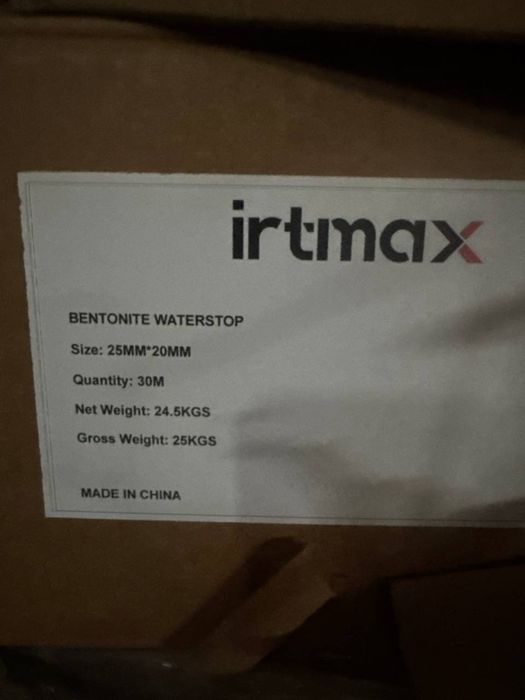 irtmax
BENTONITE WATERSTOP
Size: 25MM*20MM
Quantity: 30M
Net Weight: 24.5KGS
Gross Weight: 25KGS
MADE IN CHINA